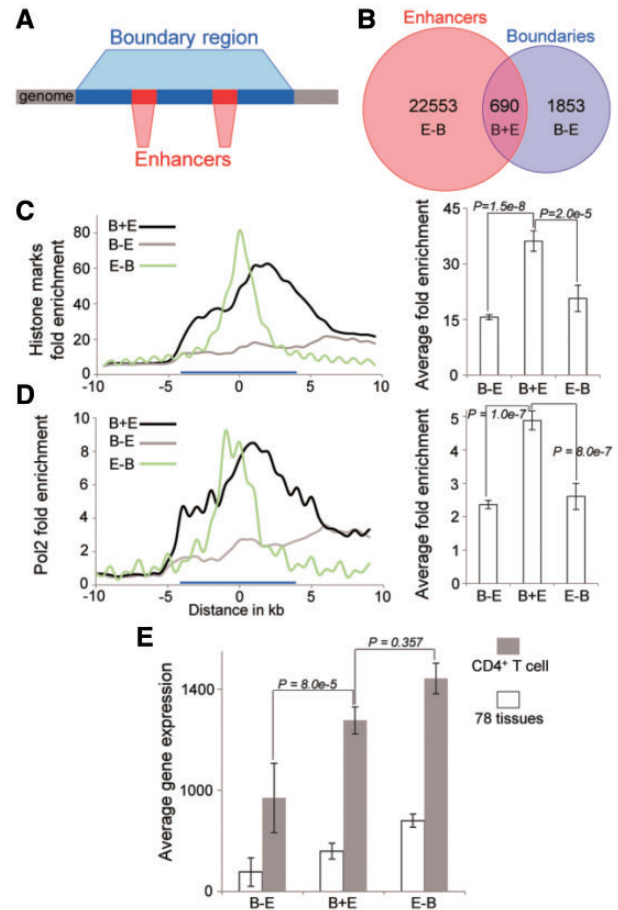 A
Boundary region
genome
Enhancers
B
Enhancers
Boundaries
22553
690
1853
E-B
B+E
B-E
C
Histone marks
fold enrichment
80
60
40
20
0
B+E
B-E
E-B
-10
-5
0
5
10
Average fold enrichment
45
30
15
0
P=1.5e-8
P=2.0e-5
B-E
B+E
E-B
D
Pol2 fold enrichment
10
8
6
4
2
0
B+E
B-E
E-B
-10
-5
0
5
10
Distance in kb
Average fold enrichment
5
4
3
2
1
0
P = 1.0e-7
P = 8.0e-7
B-E
B+E
E-B
E
Average gene expression
1400
1000
0
P = 8.0e-5
P = 0.357
CD4+ T cell
78 tissues
B-E
B+E
E-B